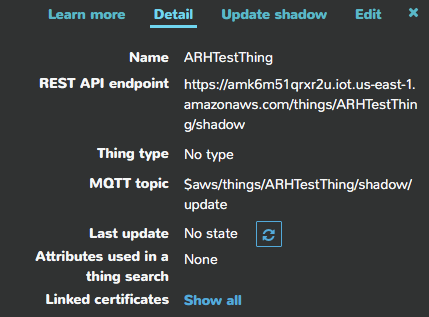 Learn more Detail Update shadow Edit ×
Name ARHTestThing
REST API endpoint https://amk6m51qrxr2u.iot.us-east-1.
amazonaws.com/things/ARHTestThin
g/shadow
Thing type No type
MQTT topic $aws/things/ARHTestThing/shadow/
update
Last update No state
Attributes used in a None
thing search
Linked certificates Show all